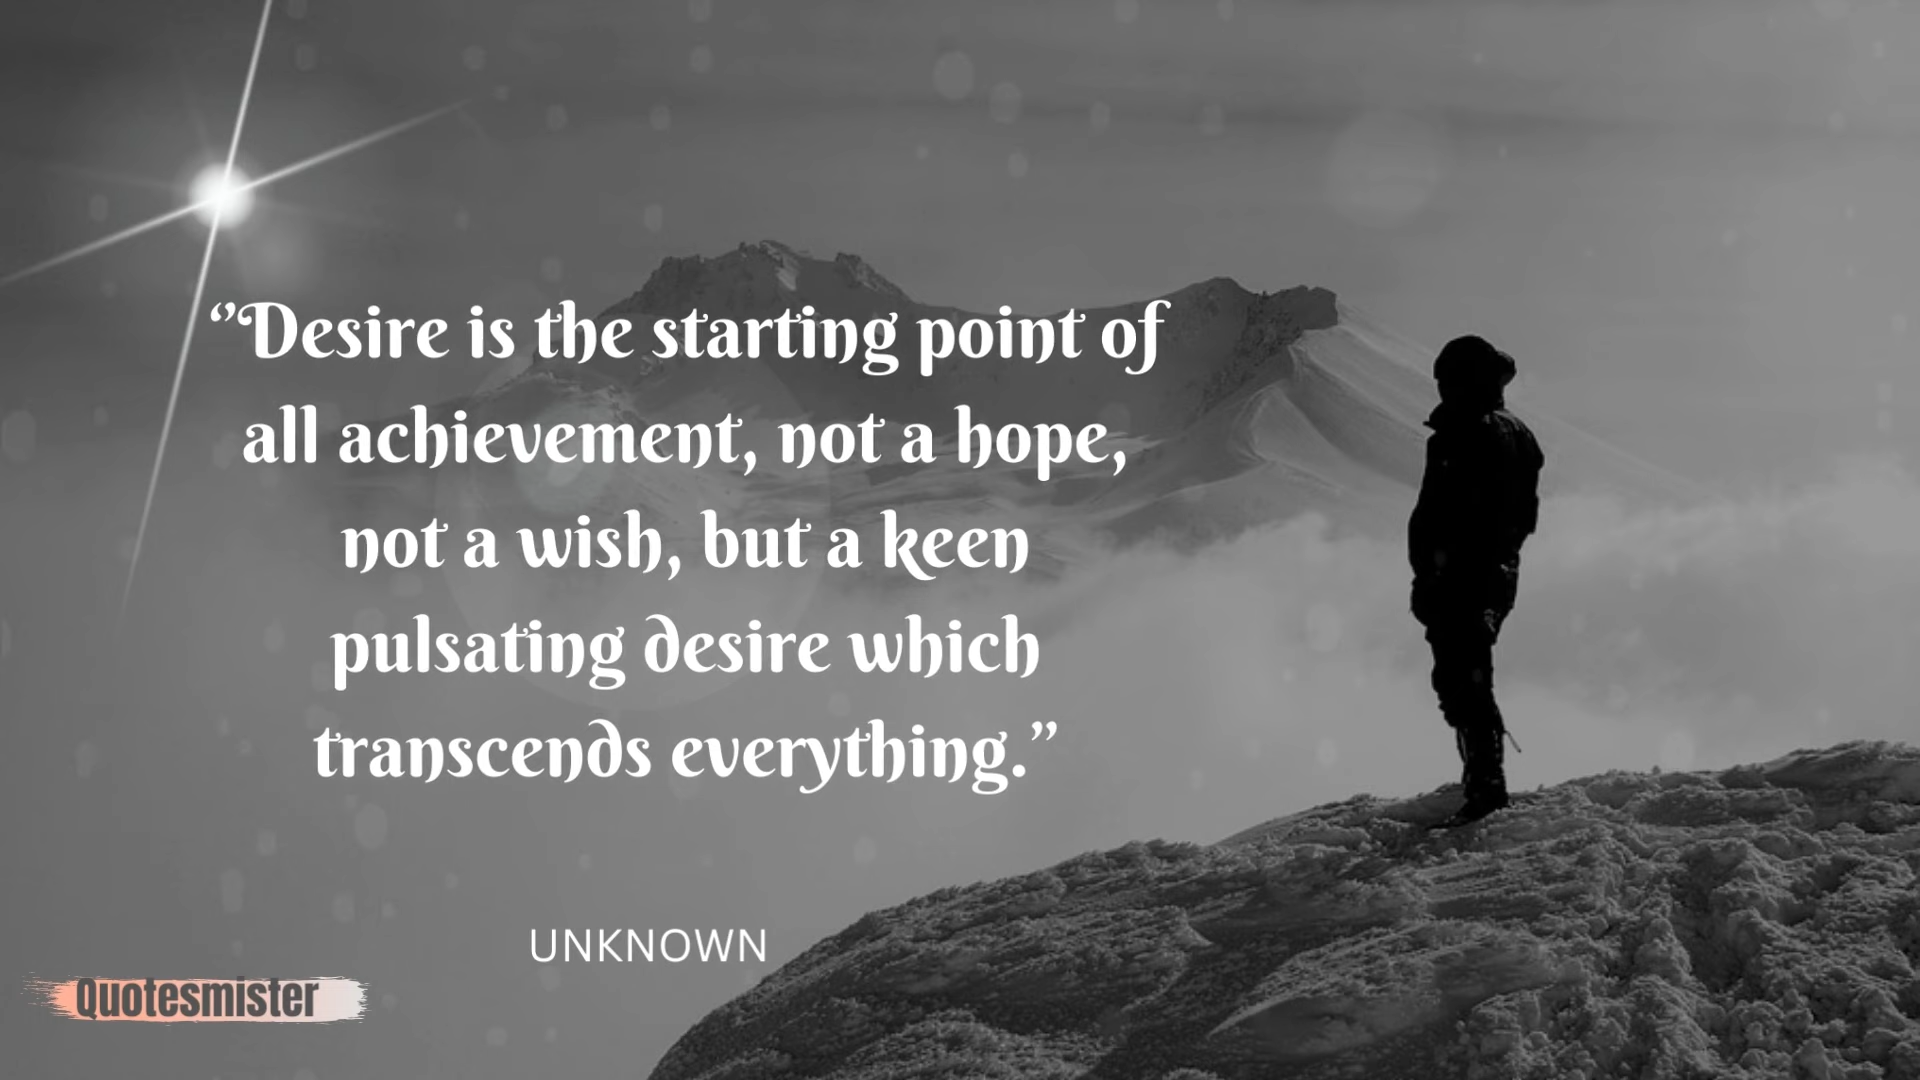 “Desire is the starting point of
all achievement, not a hope,
not a wish, but a keen
pulsating desire which
transcends everything.”
UNKNOWN
Quotesmister